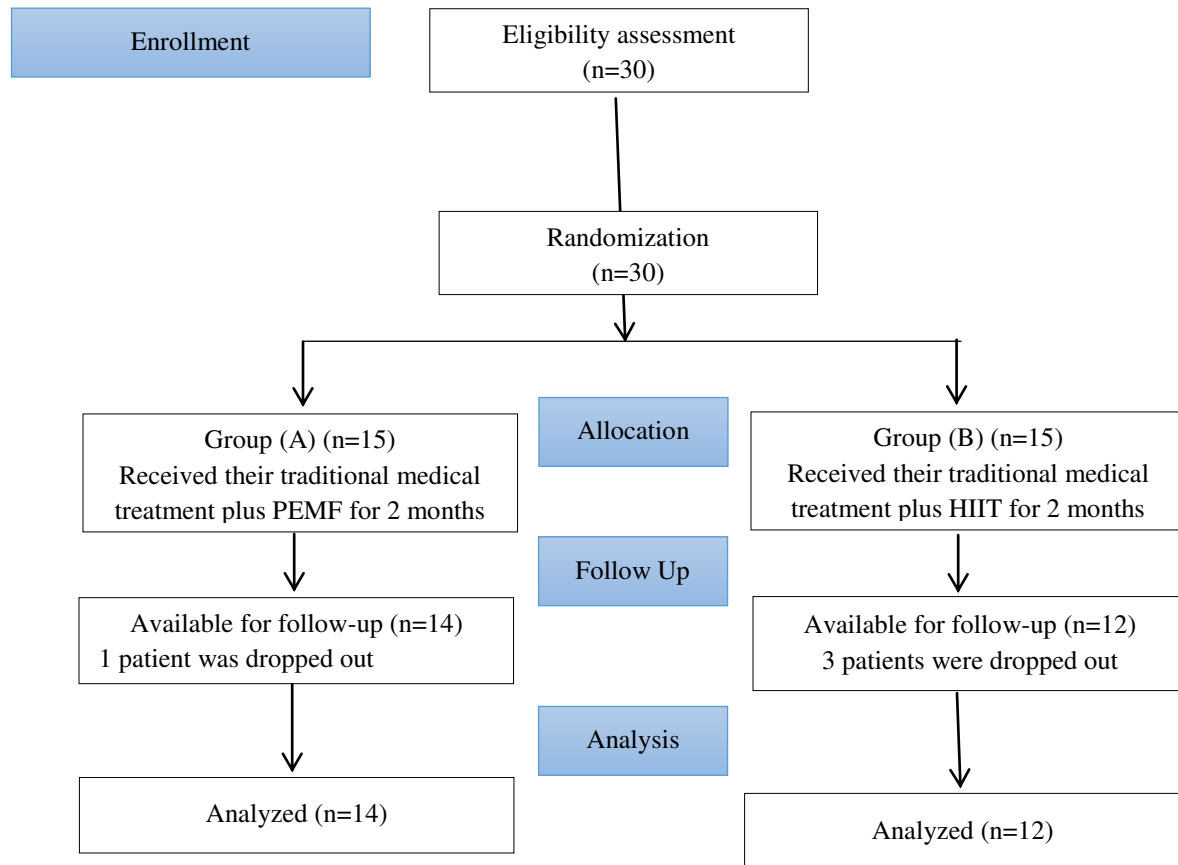 Enrollment
Eligibility assessment
(n=30)
Randomization
(n=30)
Allocation
Group (A) (n=15)
Received their traditional medical
treatment plus PEMF for 2 months
Group (B) (n=15)
Received their traditional medical
treatment plus HIIT for 2 months
Follow Up
Available for follow-up (n=14)
1 patient was dropped out
Available for follow-up (n=12)
3 patients were dropped out
Analysis
Analyzed (n=14)
Analyzed (n=12)